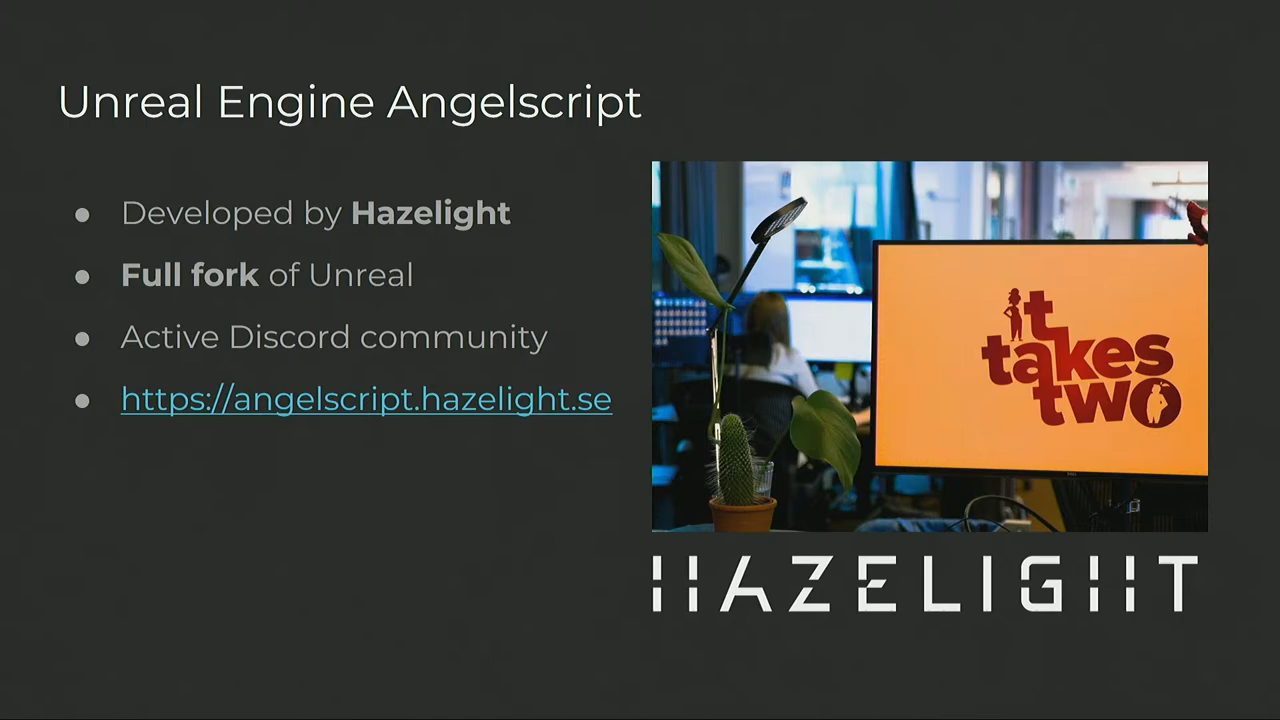 Unreal Engine Angelscript
Developed by Hazelight
Full fork of Unreal
Active Discord community
https://angelscript.hazelight.se
it
takes
two
HAZELIGHT